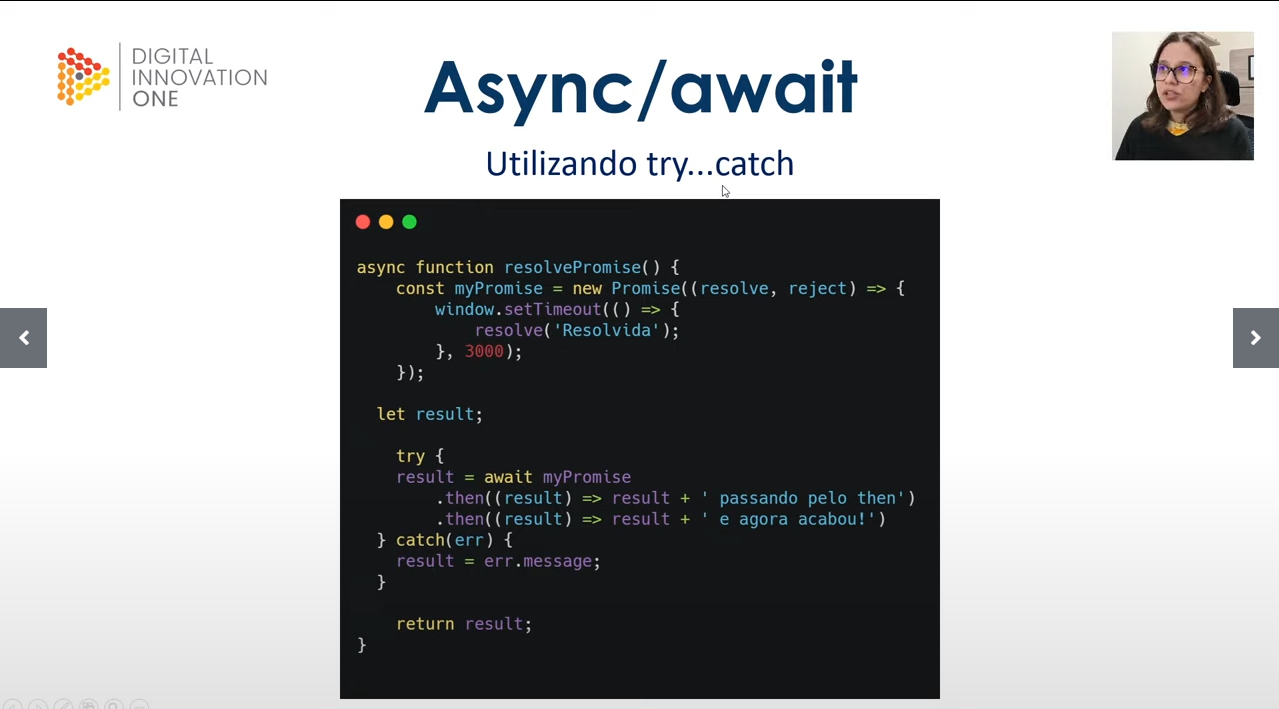 DIGITAL
INNOVATION
ONE
Async/await
Utilizando try...catch
async function resolvePromise() {
    const myPromise = new Promise((resolve, reject) => {
        window.setTimeout(() => {
            resolve('Resolvida');
        }, 3000);
    });
  let result;
    try {
    result = await myPromise
        .then((result) => result + ' passando pelo then')
        .then((result) => result + ' e agora acabou!')
  } catch(err) {
    result = err.message;
  }
    return result;
}